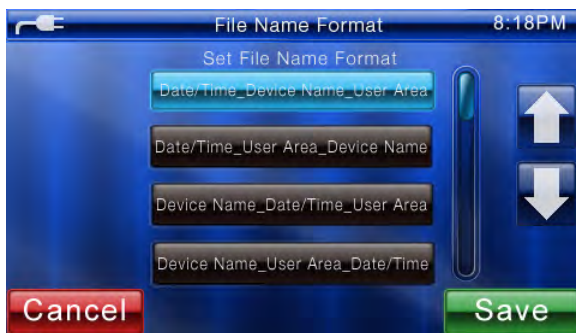 File Name Format 8:18PM
Set File Name Format
Date/Time_Device Name_User Area
Date/Time_User Area_Device Name
Device Name_Date/Time_User Area
Device Name_User Area_Date/Time
Cancel Save